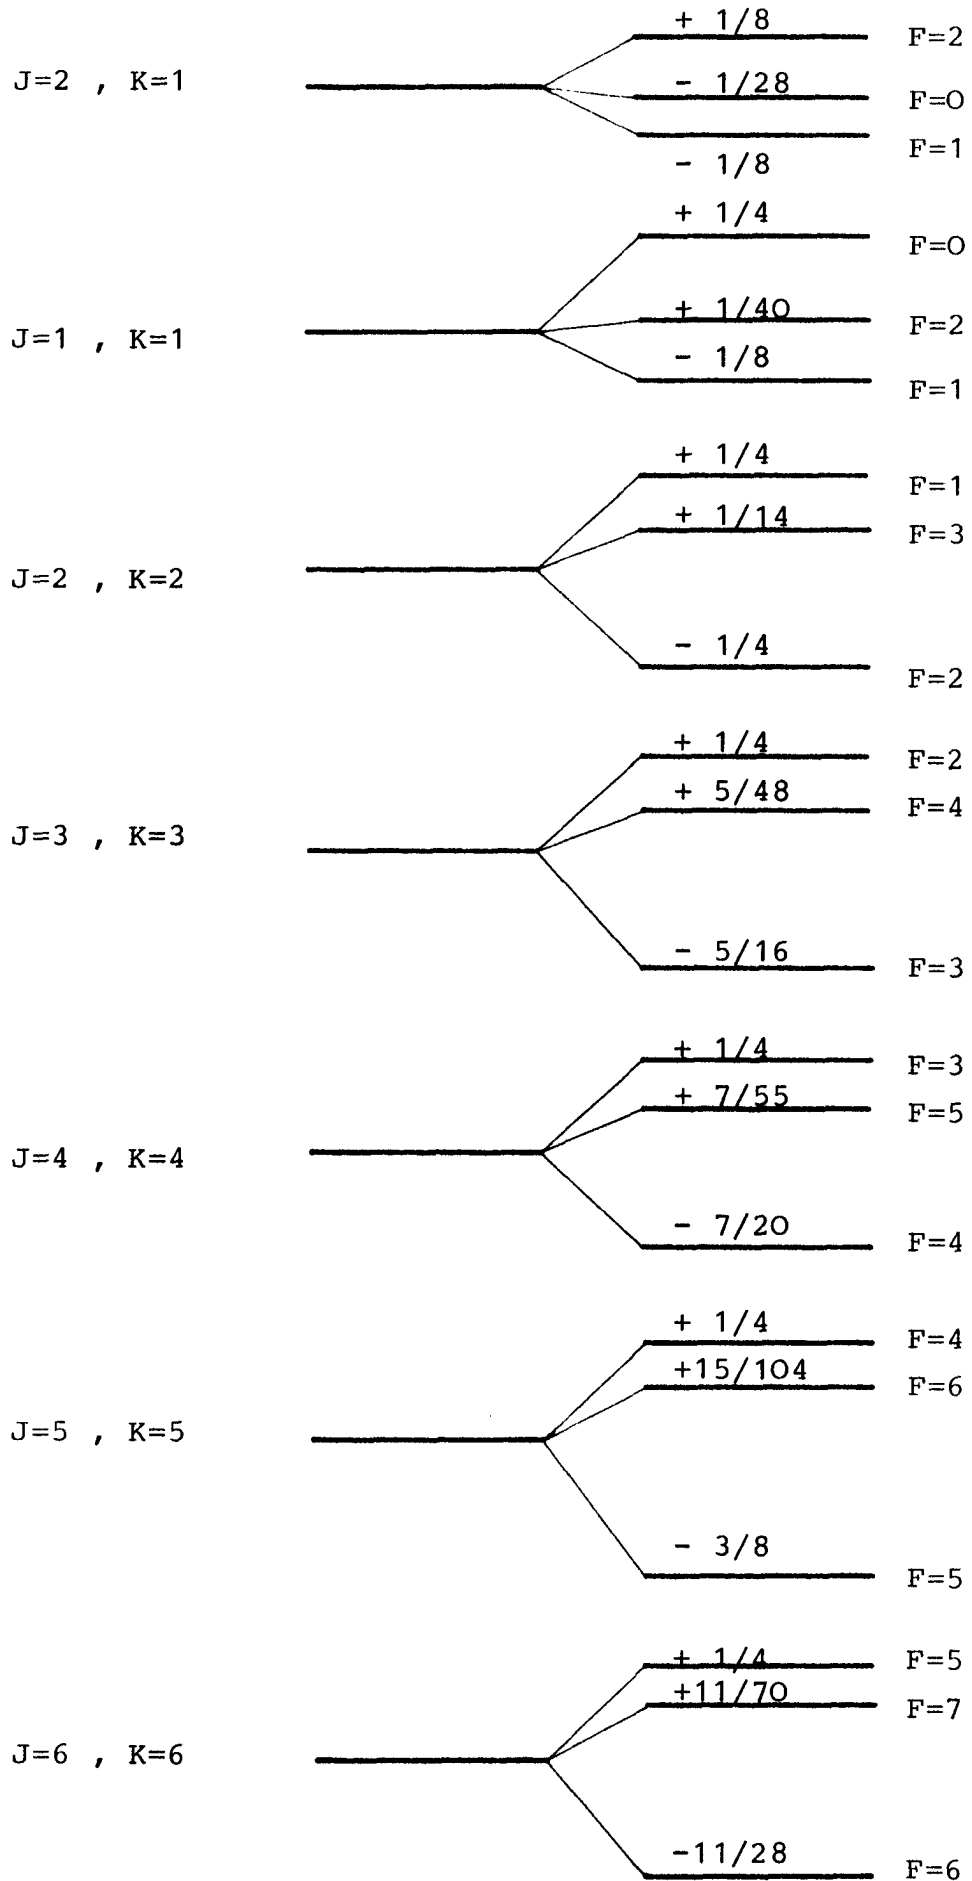 + 1/8
F=2
J=2 , K=1
- 1/28
F=0
F=1
- 1/8
+ 1/4
F=0
+ 1/40
F=2
J=1 , K=1
- 1/8
F=1
+ 1/4
F=1
+ 1/14
F=3
J=2 , K=2
- 1/4
F=2
+ 1/4
F=2
+ 5/48
F=4
J=3 , K=3
- 5/16
F=3
+ 1/4
F=3
+ 7/55
F=5
J=4 , K=4
- 7/20
F=4
+ 1/4
F=4
+15/104
F=6
J=5 , K=5
- 3/8
F=5
+ 1/4
F=5
+11/70
F=7
J=6 , K=6
-11/28
F=6